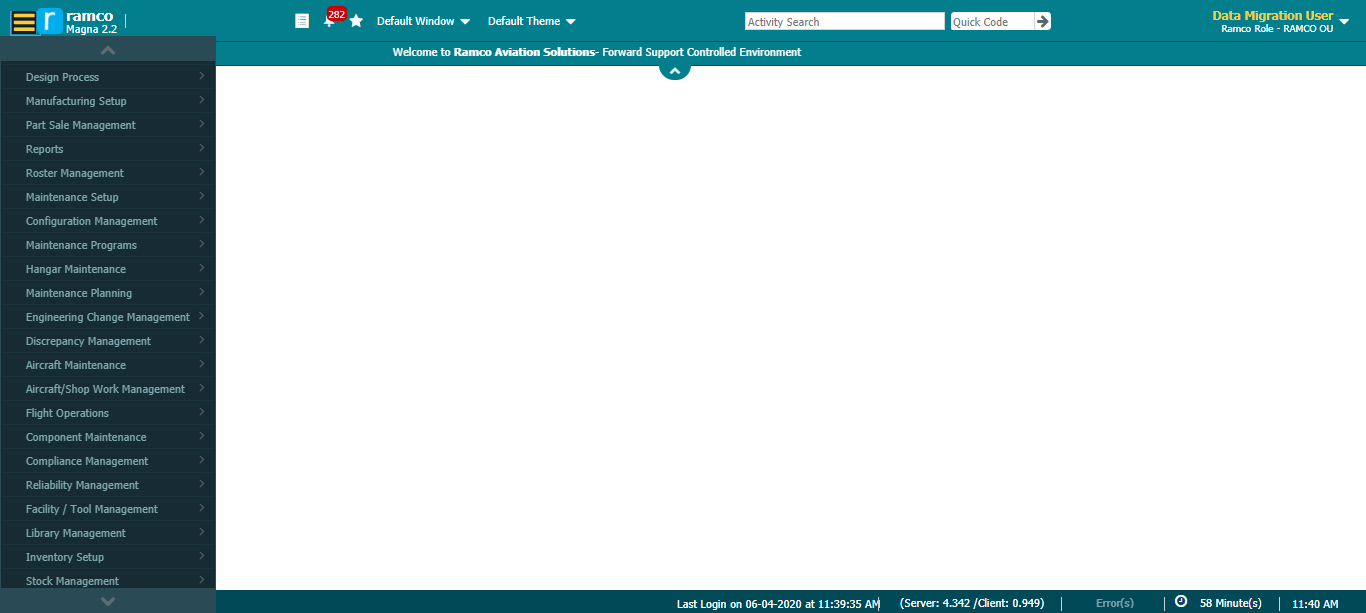 r ramco
Magna 2.2
282
Default Window
Default Theme
Activity Search
Quick Code
Data Migration User
Ramco Role - RAMCO OU
Welcome to Ramco Aviation Solutions- Forward Support Controlled Environment
Design Process
Manufacturing Setup
Part Sale Management
Reports
Roster Management
Maintenance Setup
Configuration Management
Maintenance Programs
Hangar Maintenance
Maintenance Planning
Engineering Change Management
Discrepancy Management
Aircraft Maintenance
Aircraft/Shop Work Management
Flight Operations
Component Maintenance
Compliance Management
Reliability Management
Facility / Tool Management
Library Management
Inventory Setup
Stock Management
Last Login on 06-04-2020 at 11:39:35 AM
(Server: 4.342 /Client: 0.949)
Error(s)
58 Minute(s)
11:40 AM